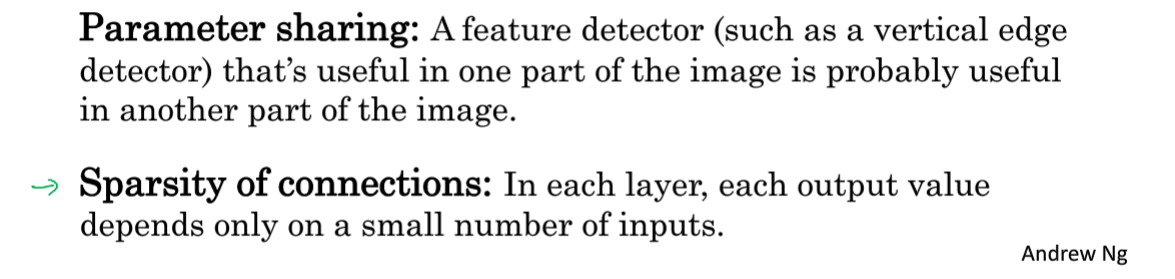 Parameter sharing: A feature detector (such as a vertical edge
detector) that’s useful in one part of the image is probably useful
in another part of the image.
→ Sparsity of connections: In each layer, each output value
depends only on a small number of inputs.
Andrew Ng